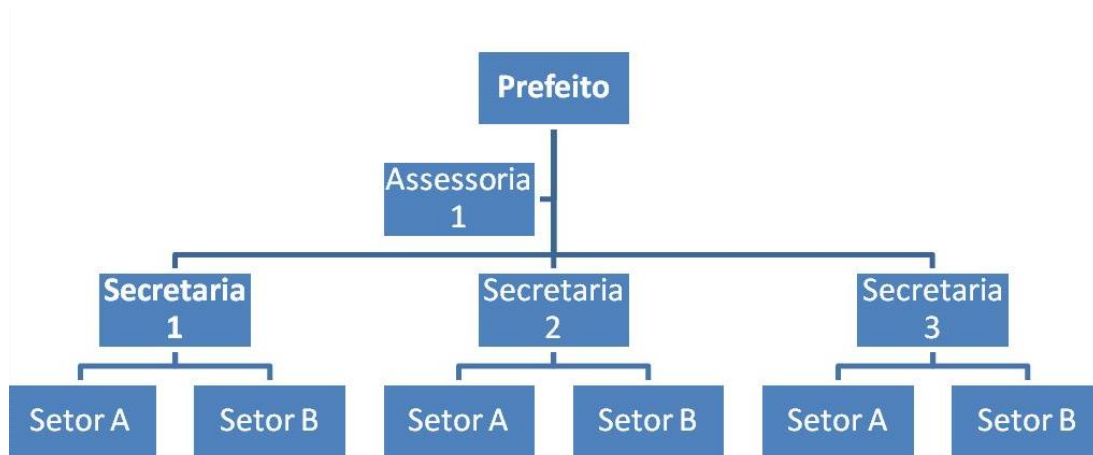 Prefeito
Assessoria
1
Secretaria
1
Secretaria
2
Secretaria
3
Setor A
Setor B
Setor A
Setor B
Setor A
Setor B